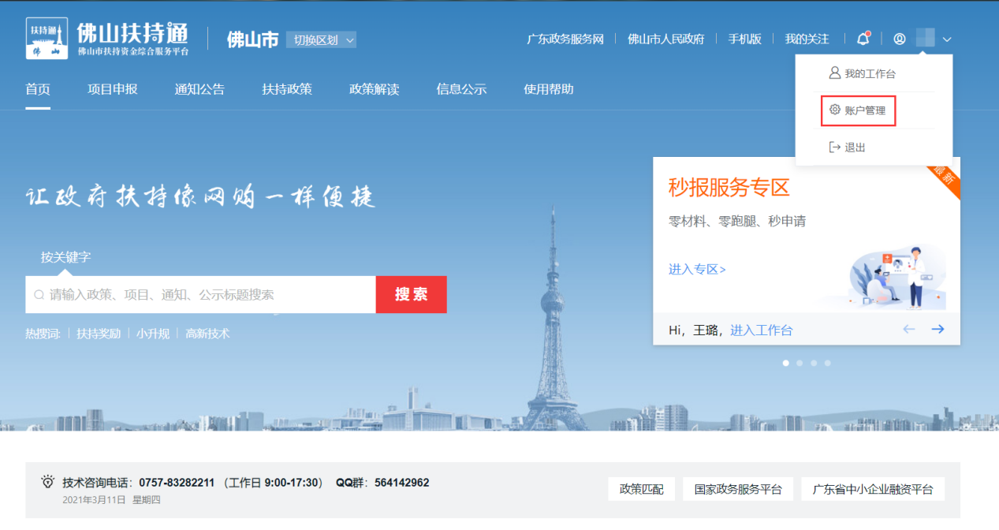 扶持通
佛山
佛山扶持通
佛山市扶持资金综合服务平台
佛山市 切换区划
广东政务服务网 佛山市人民政府 手机版 我的关注
我的工作台
账户管理
退出
首页 项目申报 通知公告 扶持政策 政策解读 信息公示 使用帮助
让政府扶持像网购一样便捷
按关键字
请输入政策、项目、通知、公示标题搜索 搜索
热搜词: 扶持奖励 小升规 高新技术
最新
秒报服务专区
零材料、零跑腿、秒申请
进入专区>
Hi，王璐，进入工作台
技术咨询电话：0757-83282211 （工作日 9:00-17:30） QQ群：564142962
2021年3月11日 星期四
政策匹配 国家政务服务平台 广东省中小企业融资平台